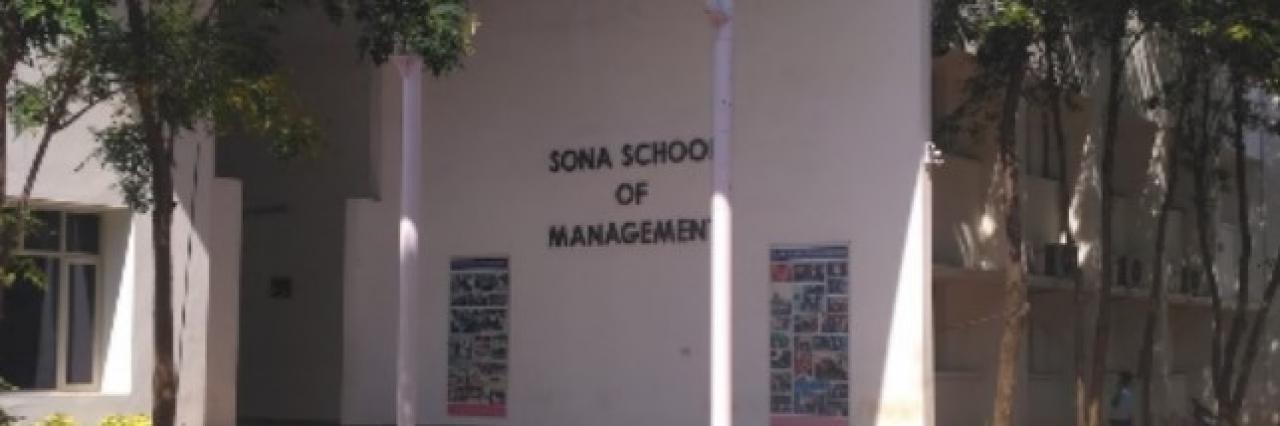 SONA SCHOOL
OF
MANAGEMENT